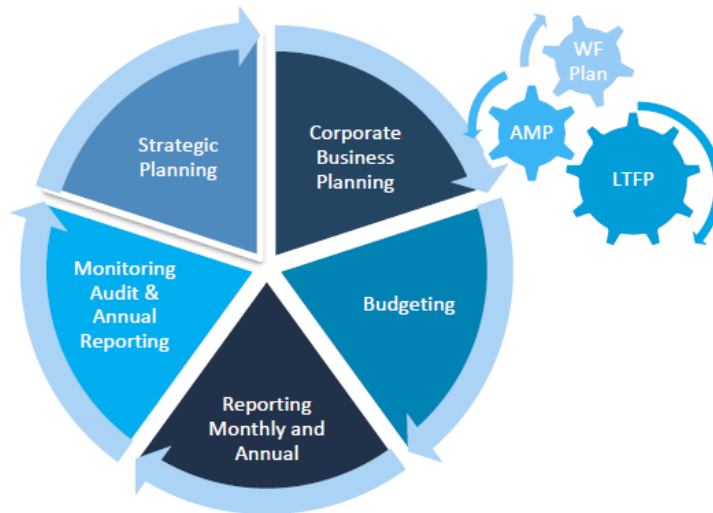 Strategic
Planning
Corporate
Business
Planning
WF
Plan
AMP
LTFP
Budgeting
Reporting
Monthly and
Annual
Monitoring
Audit &
Annual
Reporting